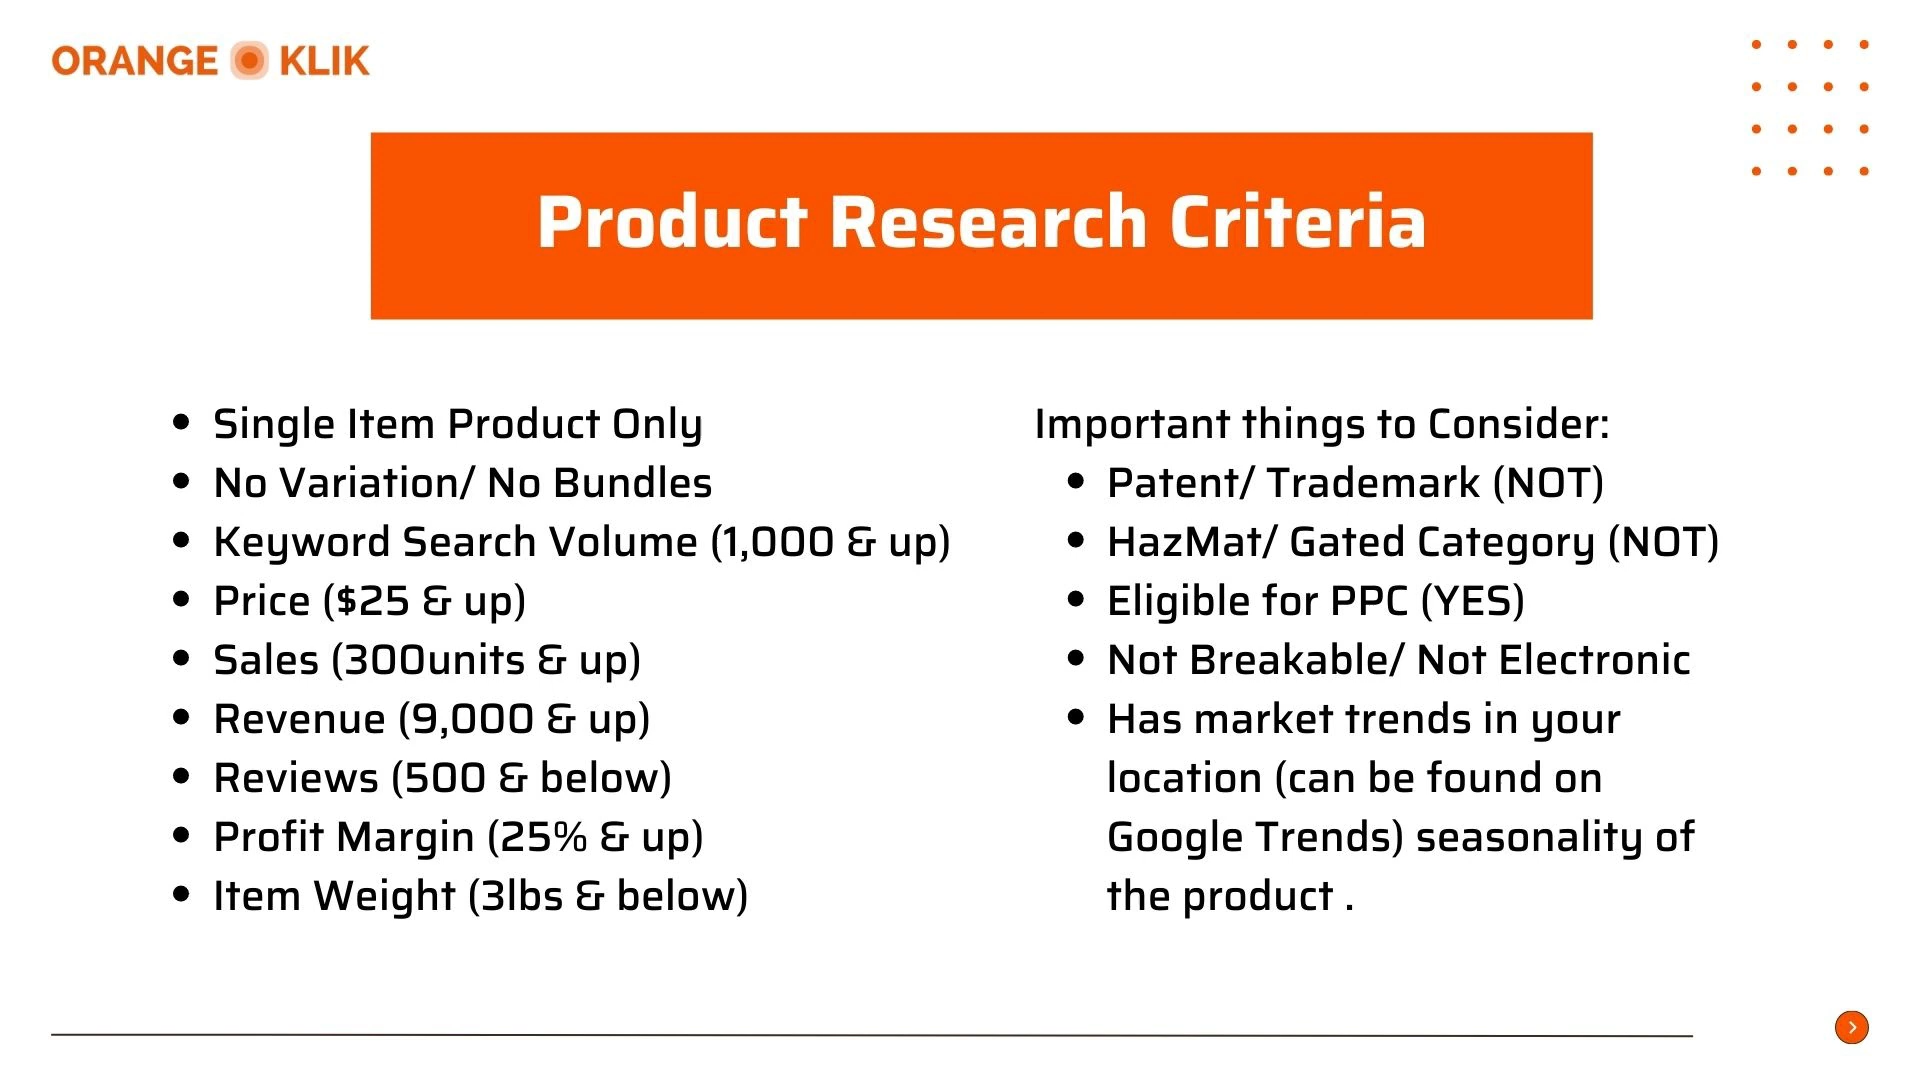 ORANGE KLIK
Product Research Criteria
Single Item Product Only
No Variation/ No Bundles
Keyword Search Volume (1,000 & up)
Price ($25 & up)
Sales (300units & up)
Revenue (9,000 & up)
Reviews (500 & below)
Profit Margin (25% & up)
Item Weight (3lbs & below)
Important things to Consider:
Patent/ Trademark (NOT)
HazMat/ Gated Category (NOT)
Eligible for PPC (YES)
Not Breakable/ Not Electronic
Has market trends in your
location (can be found on
Google Trends) seasonality of
the product .